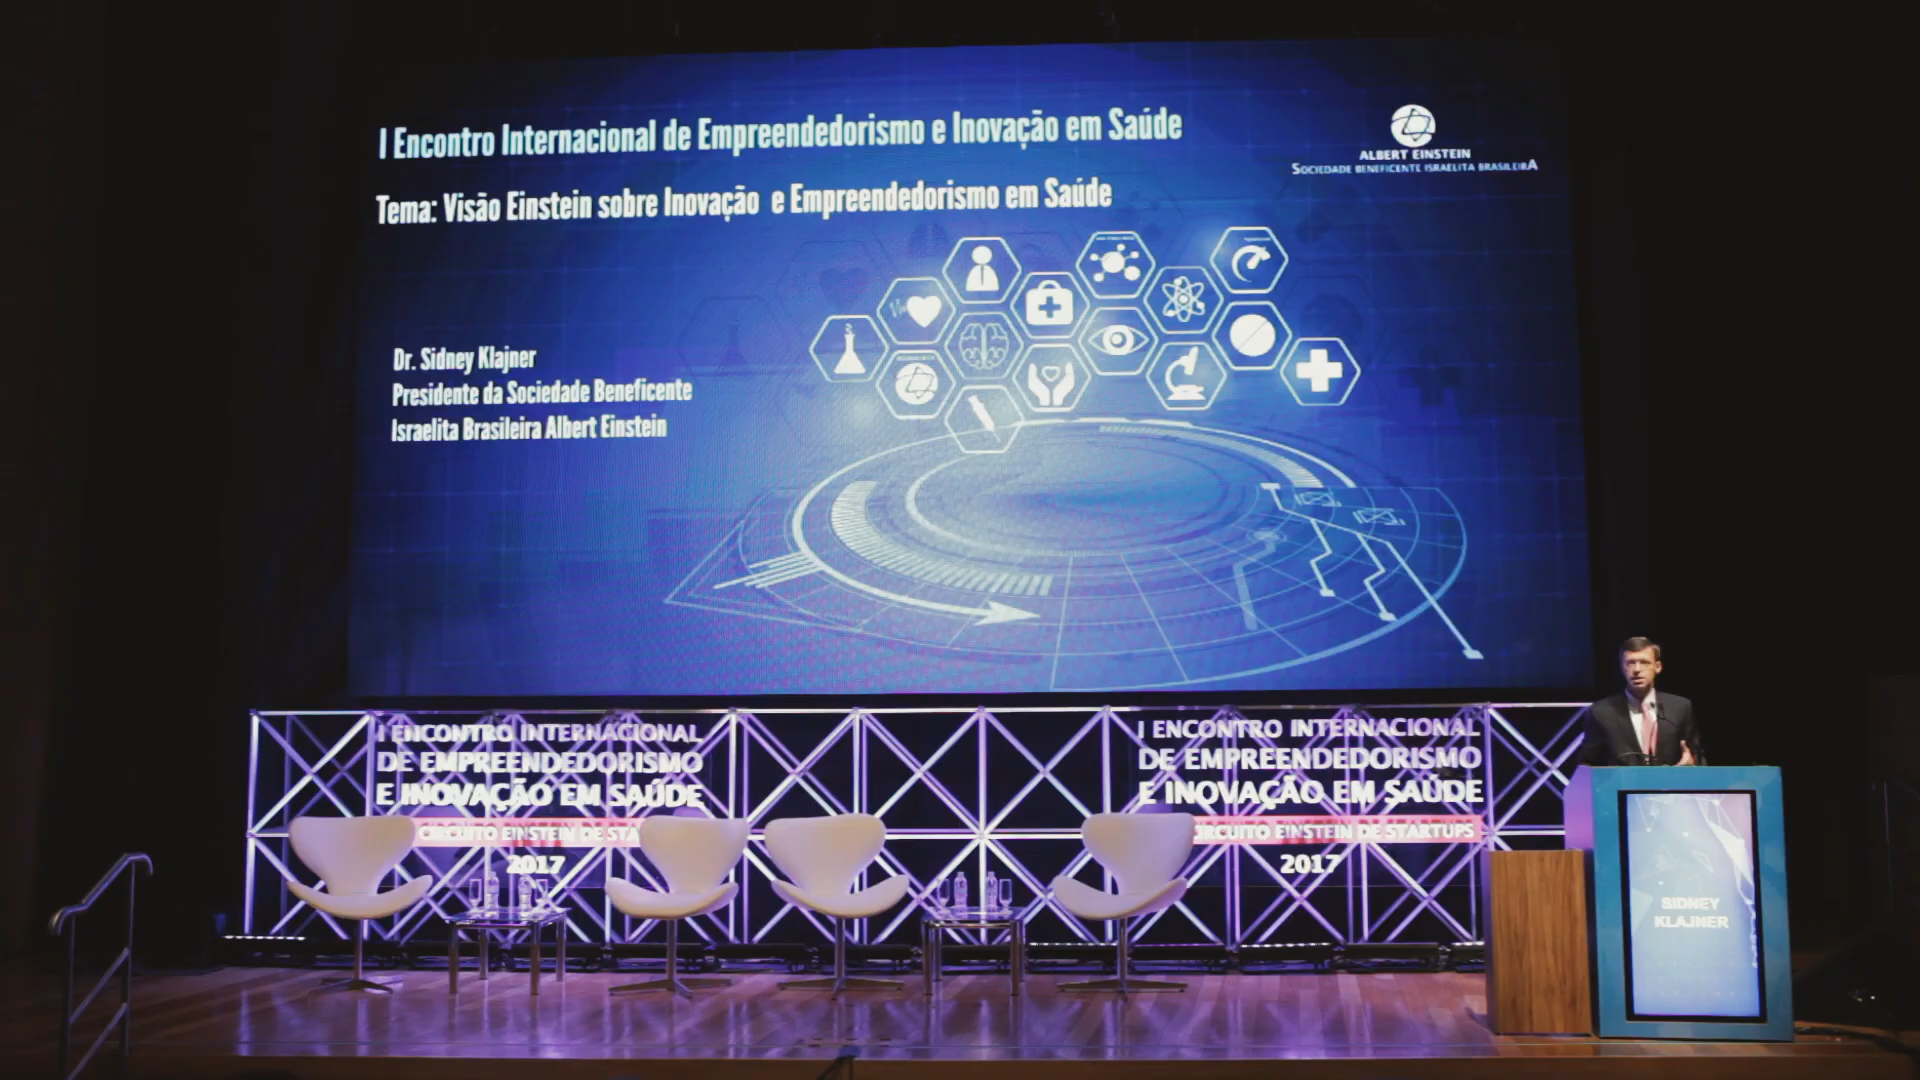 I Encontro Internacional de Empreendedorismo e Inovação em Saúde
Tema: Visão Einstein sobre Inovação e Empreendedorismo em Saúde
ALBERT EINSTEIN
SOCIEDADE BENEFICENTE ISRAELITA BRASILEIRA
Dr. Sidney Klajner
Presidente da Sociedade Beneficente
Israelita Brasileira Albert Einstein
I ENCONTRO INTERNACIONAL
DE EMPREENDEDORISMO
E INOVAÇÃO EM SAÚDE
CIRCUITO EINSTEIN DE STA
2017
I ENCONTRO INTERNACIONAL
DE EMPREENDEDORISMO
E INOVAÇÃO EM SAÚDE
CIRCUITO EINSTEIN DE STARTUPS
2017
SIDNEY
KLAJNER